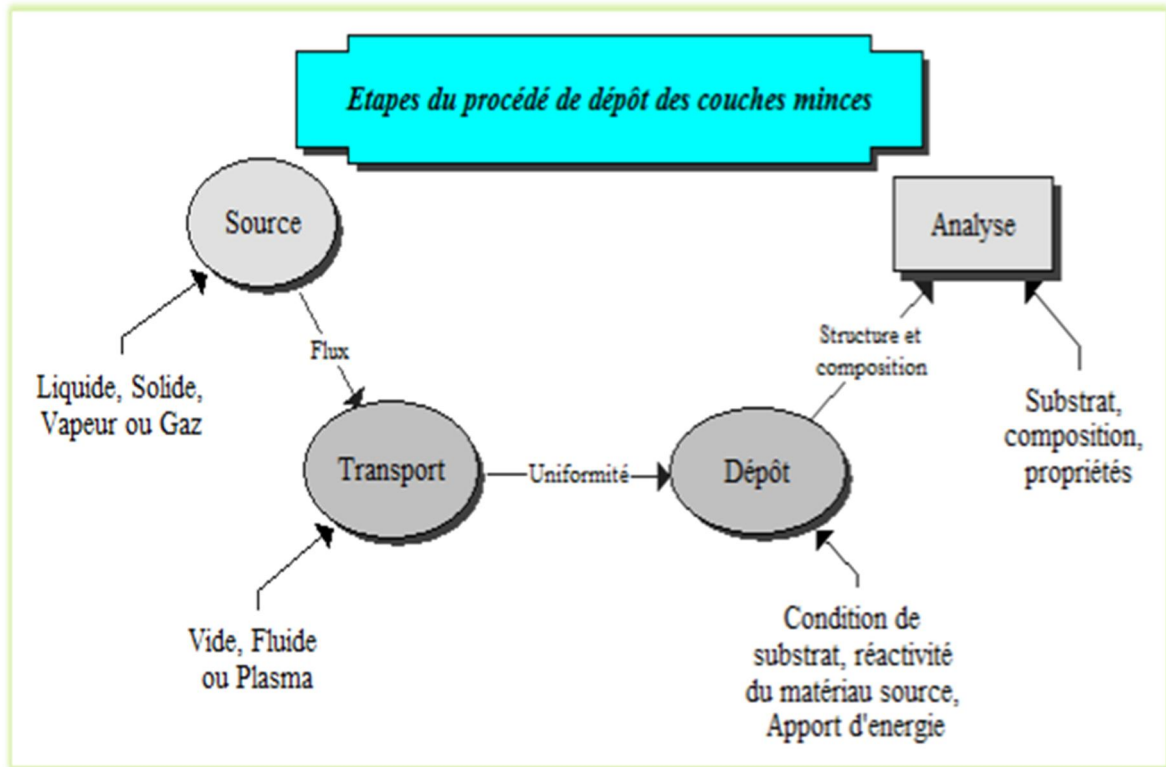 Etapes du procédé de dépôt des couches minces
Source
Analyse
Flux
Structure et
composition
Liquide, Solide,
Vapeur ou Gaz
Substrat,
composition,
propriétés
Transport
Uniformité
Dépôt
Vide, Fluide
ou Plasma
Condition de
substrat, réactivité
du matériau source,
Apport d'energie